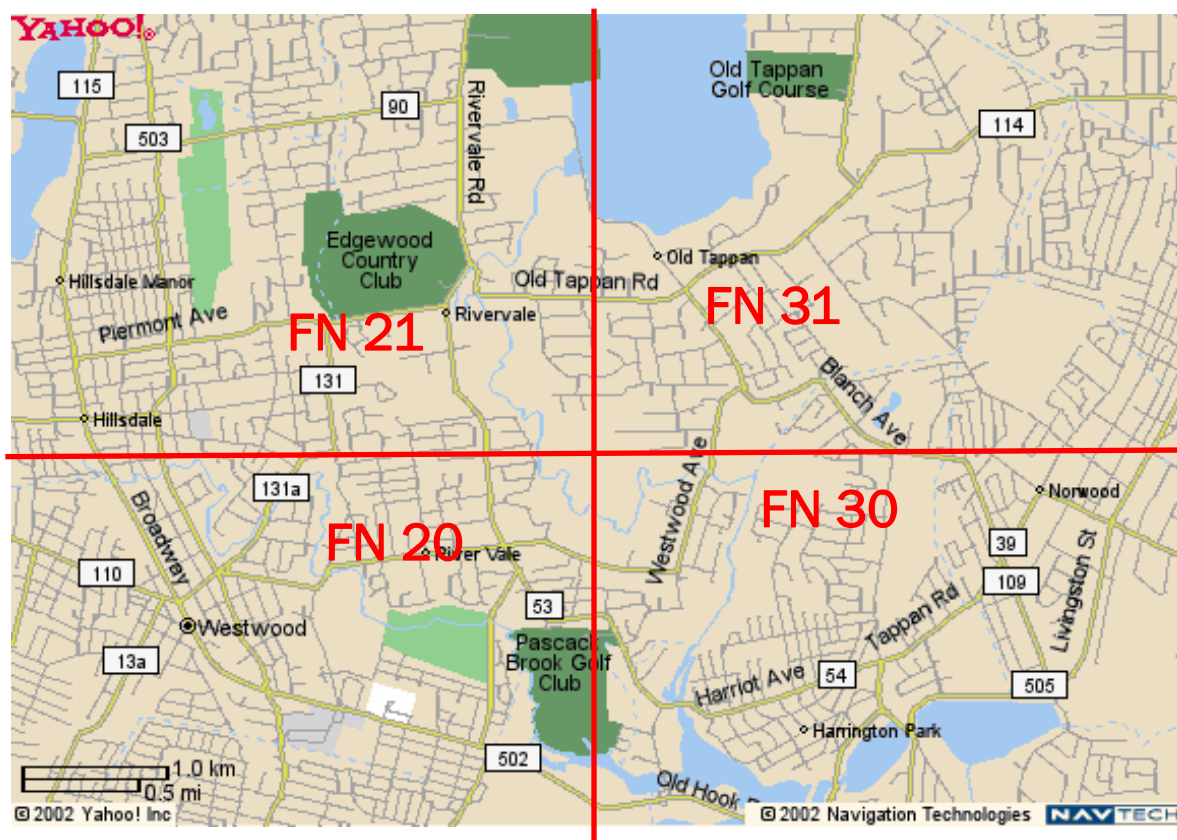 YAHOO!®
115
503
90
Rivervale Rd
Old Tappan
Golf Course
114
Edgewood
Country
Club
Hillsdale Manor
Old Tappan
Old Tappan Rd
Piermont Ave
FN 21
Rivervale
FN 31
131
Blanch Ave
Hillsdale
Westwood Ave
131a
Broadway
FN 20
River Vale
FN 30
Norwood
39
110
109
Livingston St
53
Tappan Rd
Westwood
Pascack
Brook Golf
Club
13a
Harriot Ave
54
505
Harrington Park
502
Old Hook
1.0 km
0.5 mi
© 2002 Yahoo! Inc
© 2002 Navigation Technologies
NAVTECH